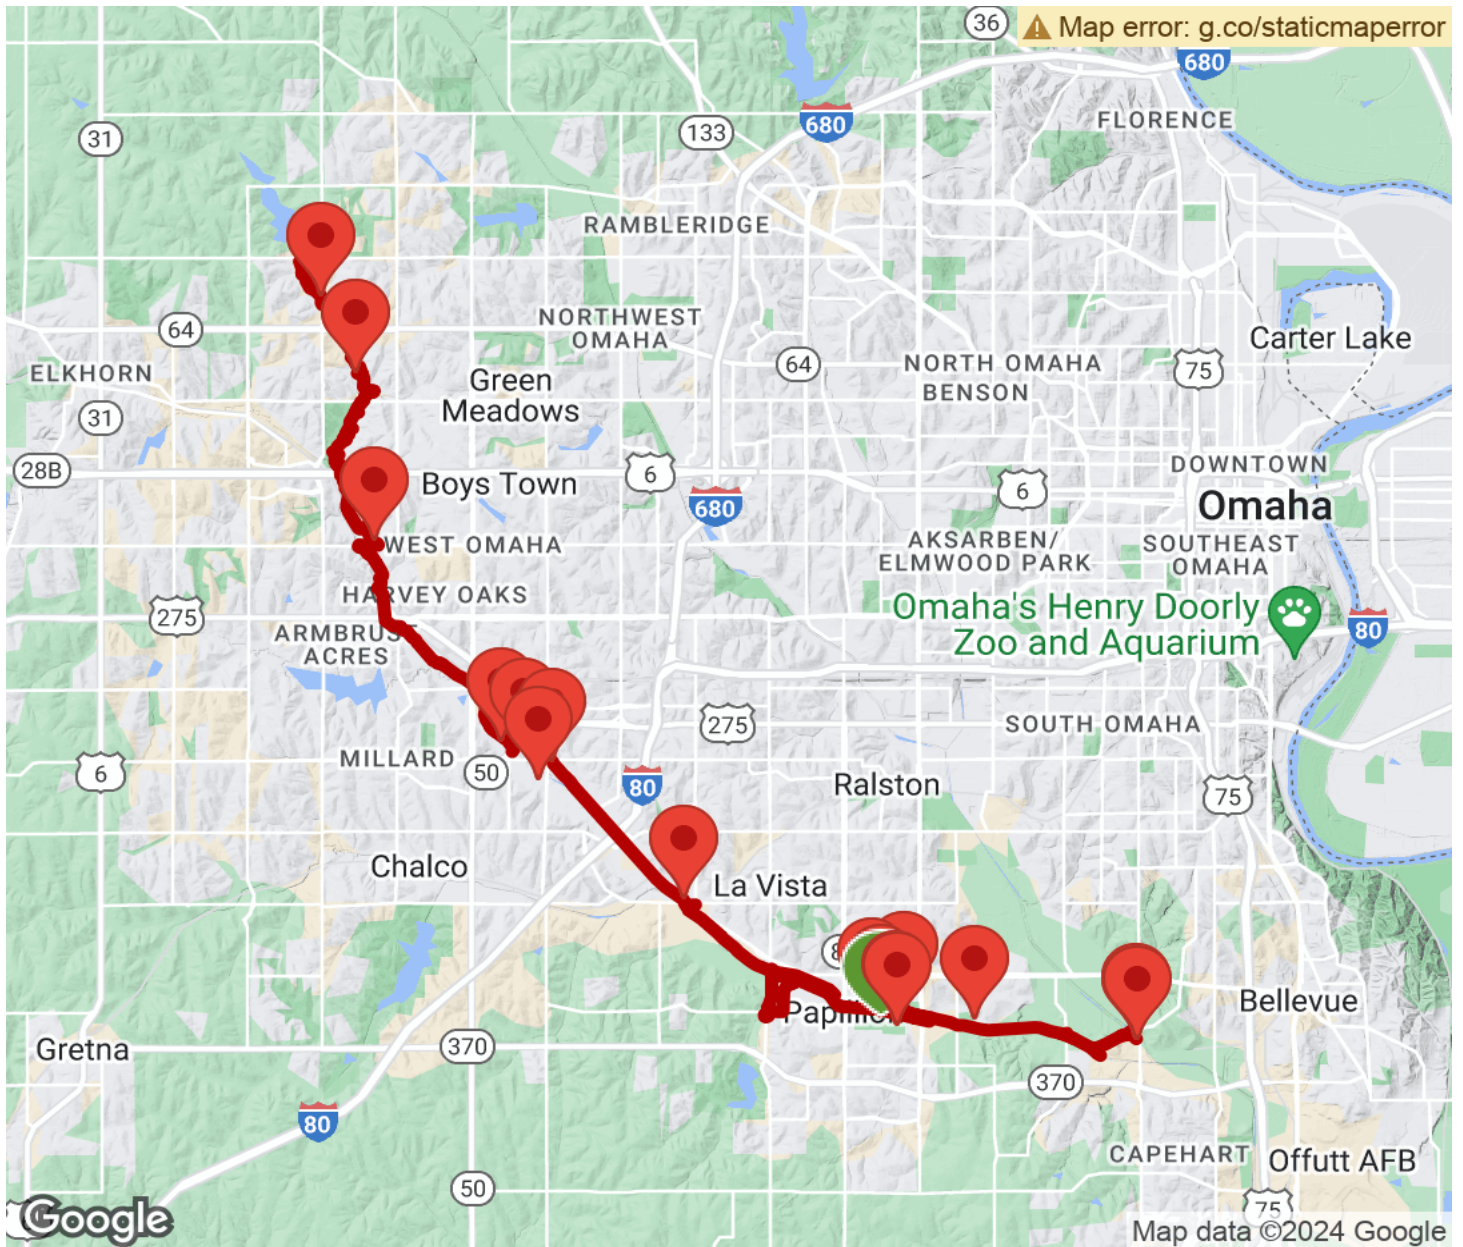 36
Map error: g.co/staticmaperror
680
FLORENCE
680
133
31
RAMBLERIDGE
NORTHWEST
OMAHA
64
Carter Lake
64
NORTH OMAHA
BENSON
75
ELKHORN
Green
Meadows
31
28B
6
Boys Town
6
DOWNTOWN
Omaha
680
WEST OMAHA
AKSARBEN/
ELMWOOD PARK
SOUTHEAST
OMAHA
HARVEY OAKS
275
Omaha's Henry Doorly
Zoo and Aquarium
80
ARMBRUST
ACRES
275
SOUTH OMAHA
MILLARD
50
6
80
Ralston
75
Chalco
La Vista
Papillion
Bellevue
Gretna
370
370
80
CAPEHART
Offutt AFB
50
75
Google
Map data ©2024 Google